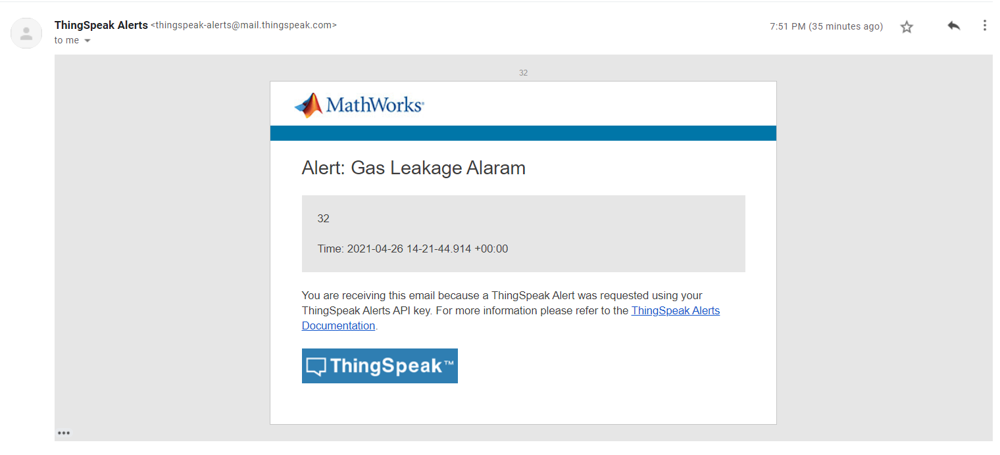 ThingSpeak Alerts <thingspeak-alerts@mail.thingspeak.com>
7:51 PM (35 minutes ago)
to me
32
MathWorks®
Alert: Gas Leakage Alaram
32
Time: 2021-04-26 14-21-44.914 +00:00
You are receiving this email because a ThingSpeak Alert was requested using your
ThingSpeak Alerts API key. For more information please refer to the ThingSpeak Alerts
Documentation.
ThingSpeak™